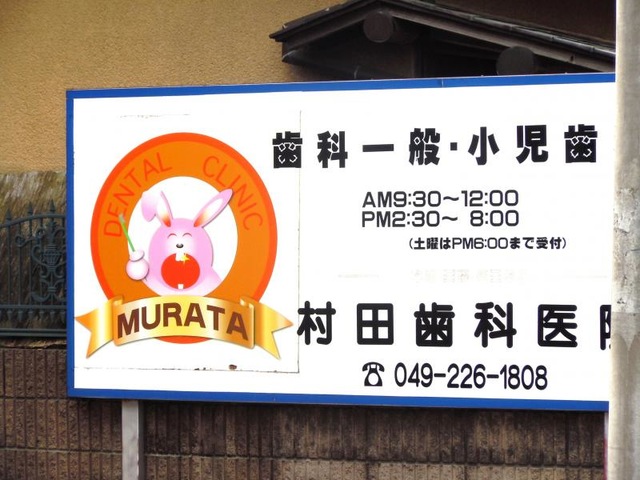 DENTAL CLINIC
MURATA
歯科一般・小児歯
AM9:30～12:00
PM2:30～ 8:00
(土曜はPM6:00まで受付)
村田歯科医院
☎ 049-226-1808